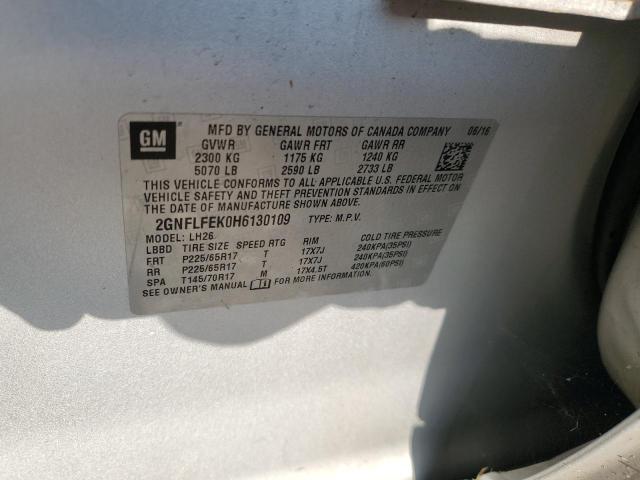 GM
MFD BY GENERAL MOTORS OF CANADA COMPANY 06/16
GVWR GAWR FRT GAWR RR
2300 KG 1175 KG 1240 KG
5070 LB 2590 LB 2733 LB
THIS VEHICLE CONFORMS TO ALL APPLICABLE U.S. FEDERAL MOTOR
VEHICLE SAFETY AND THEFT PREVENTION STANDARDS IN EFFECT ON
THE DATE OF MANUFACTURE SHOWN ABOVE.
2GNFLFEK0H6130109 TYPE: M.P.V.
MODEL: LH26
LBBD TIRE SIZE SPEED RTG RIM COLD TIRE PRESSURE
FRT P225/65R17 T 17X7J 240KPA(35PSI)
RR P225/65R17 T 17X7J 240KPA(35PSI)
SPA T145/70R17 M 17X4.5T 420KPA(60PSI)
SEE OWNER'S MANUAL FOR MORE INFORMATION.